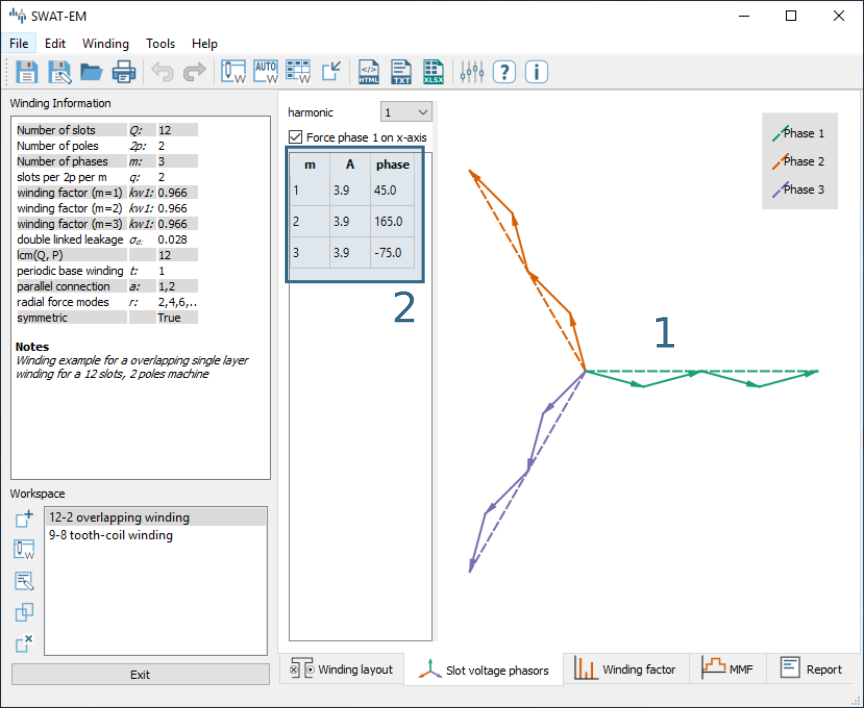 SWAT-EM
File Edit Winding Tools Help
W AUTO W W </> HTML TXT XLSX ? i
Winding Information
Number of slots Q: 12
Number of poles 2p: 2
Number of phases m: 3
slots per 2p per m q: 2
winding factor (m=1) kw1: 0.966
winding factor (m=2) kw1: 0.966
winding factor (m=3) kw1: 0.966
double linked leakage σd: 0.028
lcm(Q, P) 12
periodic base winding t: 1
parallel connection a: 1,2
radial force modes r: 2,4,6,..
symmetric True
Notes
Winding example for a overlapping single layer
winding for a 12 slots, 2 poles machine
Workspace
12-2 overlapping winding
9-8 tooth-coil winding
W
Exit
harmonic 1
Force phase 1 on x-axis
m A phase
1 3.9 45.0
2 3.9 165.0
3 3.9 -75.0
2
1
Phase 1
Phase 2
Phase 3
Winding layout Slot voltage phasors Winding factor MMF Report